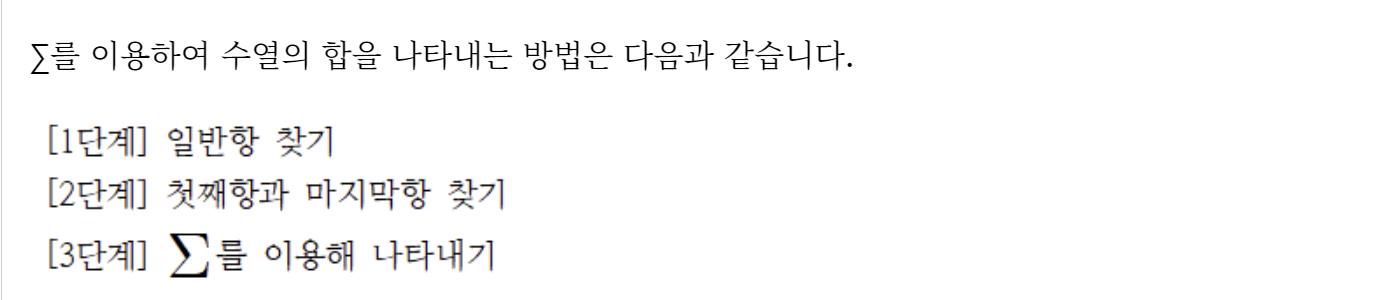 ∑를 이용하여 수열의 합을 나타내는 방법은 다음과 같습니다.
[1단계] 일반항 찾기
[2단계] 첫째항과 마지막항 찾기
[3단계] ∑를 이용해 나타내기